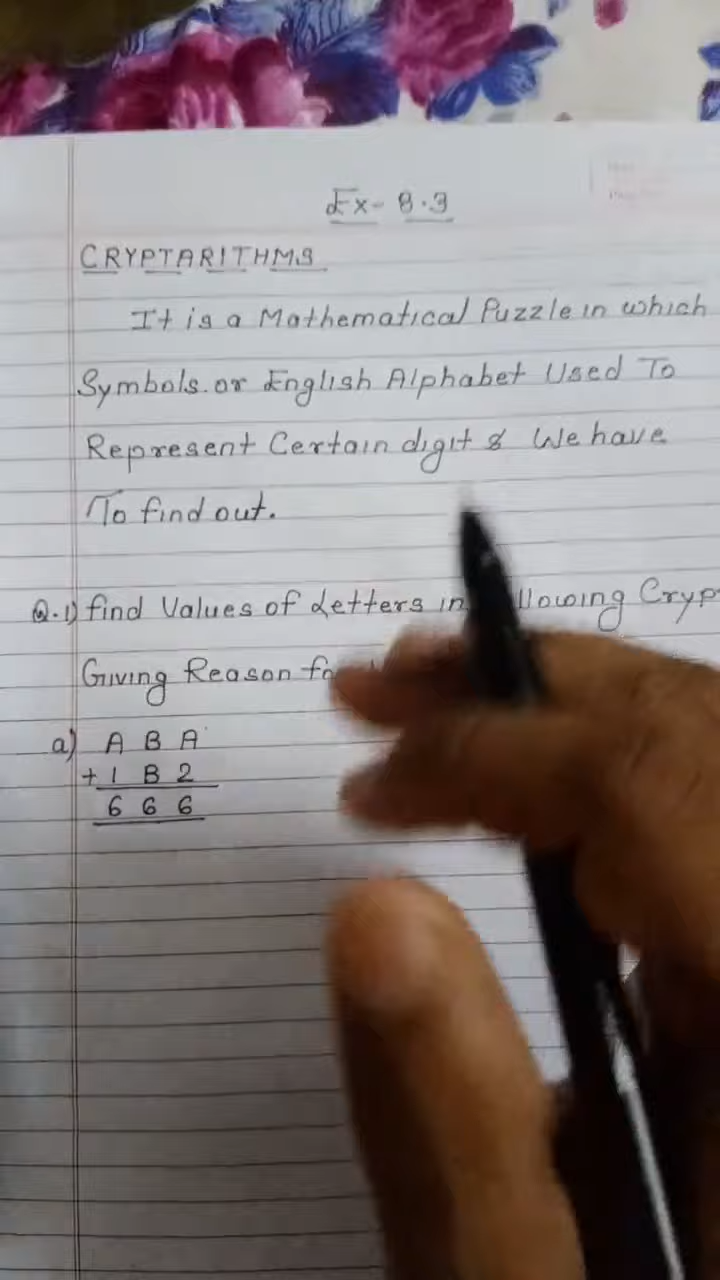 Ex- 8.3
CRYPTARITHMS
It is a Mathematical Puzzle in which
Symbols or English Alphabet Used To
Represent Certain digit & We have
To find out.
Q.1) find Values of Letters in
Giving Reason
a) A B A
+ 1 B 2
6 6 6